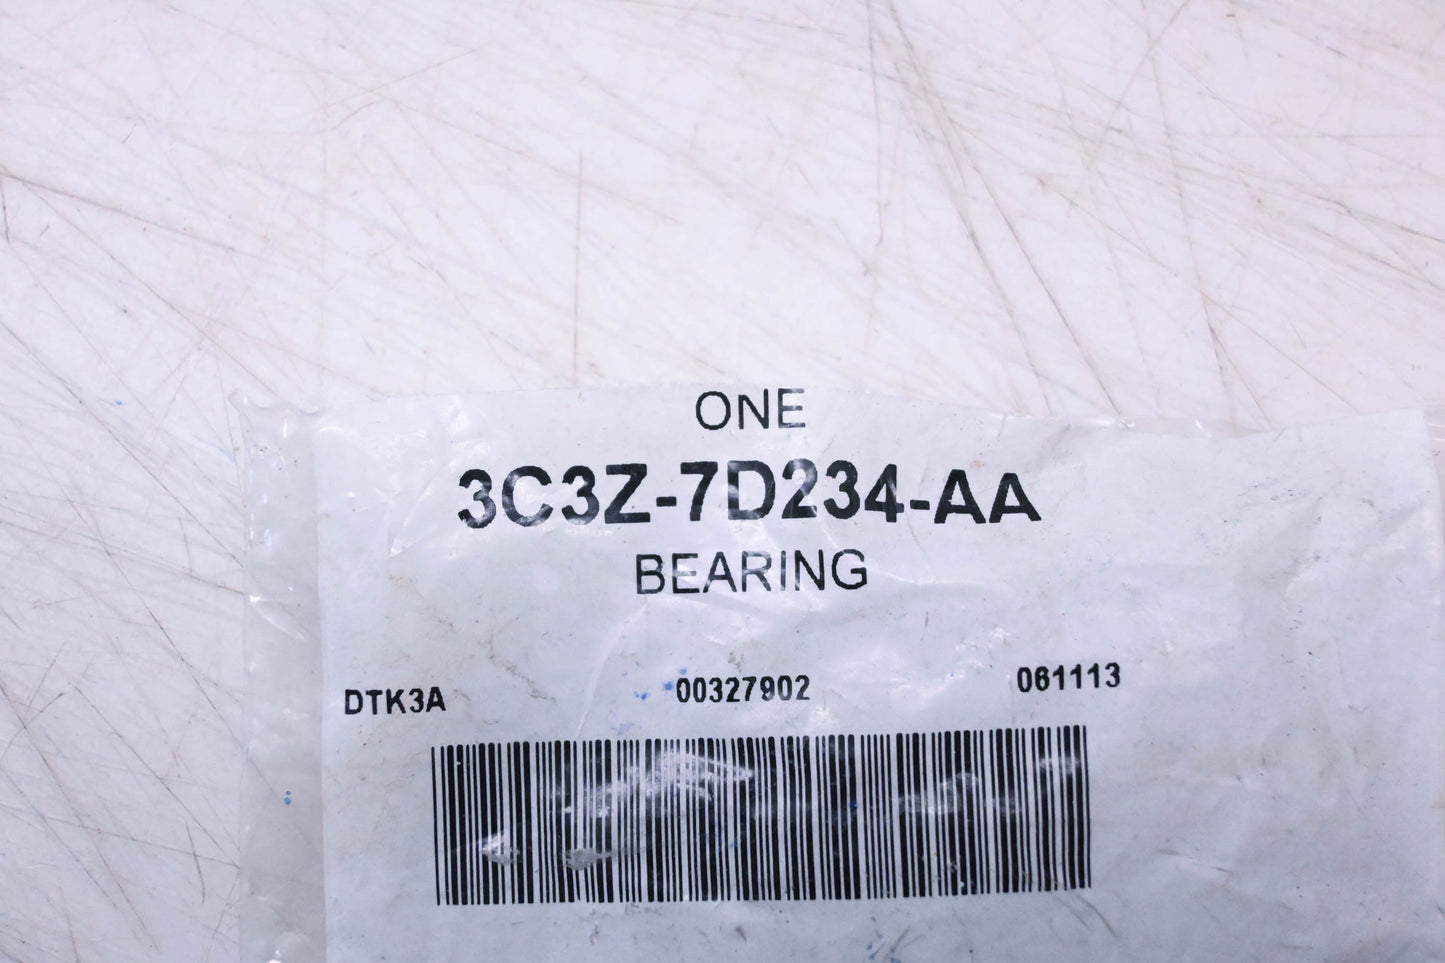 ONE
3C3Z-7D234-AA
BEARING
DTK3A 00327902 061113